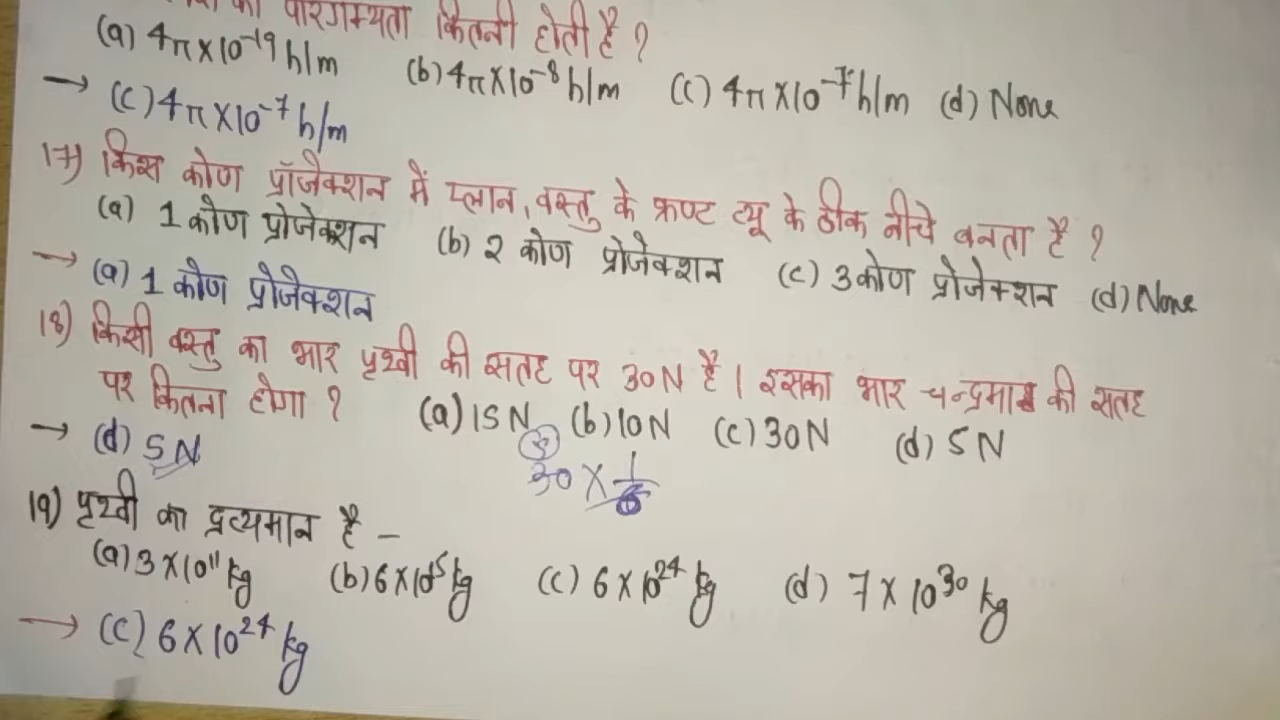 की पारगम्यता कितनी होती है ?
(a) 4π×10⁻¹⁹ h/m (b) 4π×10⁻⁸ h/m (c) 4π×10⁻⁷ h/m (d) None
→ (c) 4π×10⁻⁷ h/m
17) किस कोण प्रॉजेक्शन में प्लान, वस्तु के फ्रण्ट व्यू के ठीक नीचे बनता है ?
(a) 1 कोण प्रोजेक्शन (b) 2 कोण प्रोजेक्शन (c) 3 कोण प्रोजेक्शन (d) None
→ (a) 1 कोण प्रोजेक्शन
18) किसी वस्तु का भार पृथ्वी की सतह पर 30N है। इसका भार चन्द्रमा की सतह
पर कितना होगा ? (a) 15N (b) 10N (c) 30N (d) 5N
→ (d) 5N
5
30 × 1/6
19) पृथ्वी का द्रव्यमान है –
(a) 3×10¹¹ kg (b) 6×10¹⁵ kg (c) 6×10²⁴ kg (d) 7×10³⁰ kg
→ (c) 6×10²⁴ kg